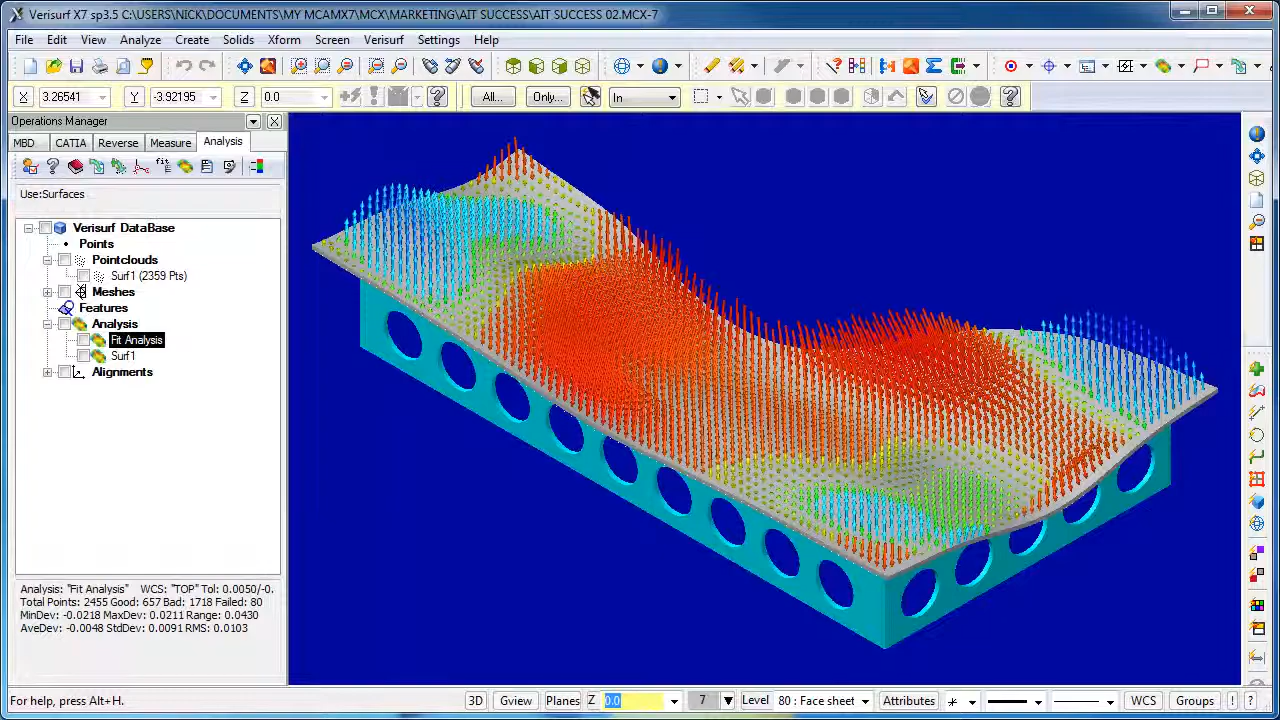 Verisurf X7 sp3.5 C:\USERS\NICK\DOCUMENTS\MY MCAMX7\MCX\MARKETING\AIT SUCCESS\AIT SUCCESS 02.MCX-7
File Edit View Analyze Create Solids Xform Screen Verisurf Settings Help
X 3.26541 Y -3.92195 Z 0.0 All... Only... In
Operations Manager
MBD CATIA Reverse Measure Analysis
Use:Surfaces
Verisurf DataBase
Points
Pointclouds
Surf1 (2359 Pts)
Meshes
Features
Analysis
Fit Analysis
Surf1
Alignments
Analysis: "Fit Analysis" WCS: "TOP" Tol: 0.0050/-0.
Total Points: 2455 Good: 657 Bad: 1718 Failed: 80
MinDev: -0.0218 MaxDev: 0.0211 Range: 0.0430
AveDev: -0.0048 StdDev: 0.0091 RMS: 0.0103
For help, press Alt+H. 3D Gview Planes Z 0.0 7 Level 80 : Face sheet Attributes WCS Groups ! ?